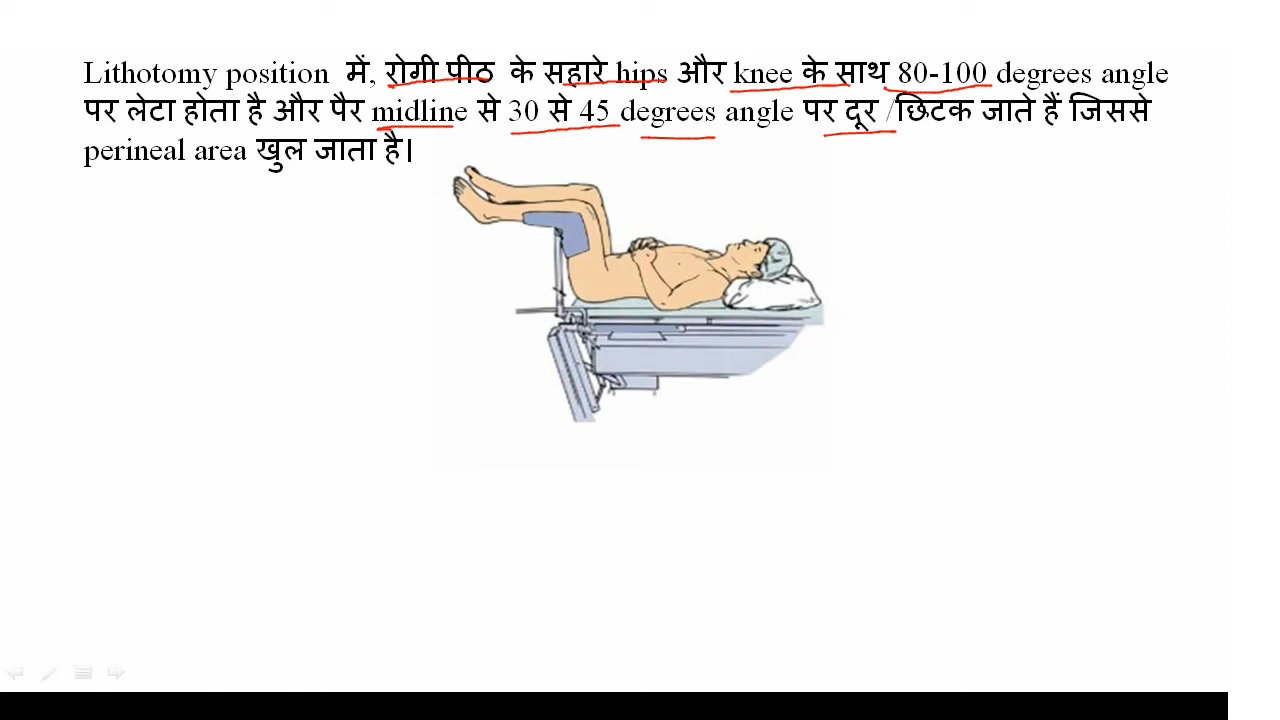 Lithotomy position में, रोगी पीठ के सहारे hips और knee के साथ 80-100 degrees angle
पर लेटा होता है और पैर midline से 30 से 45 degrees angle पर दूर /छिटक जाते हैं जिससे
perineal area खुल जाता है।